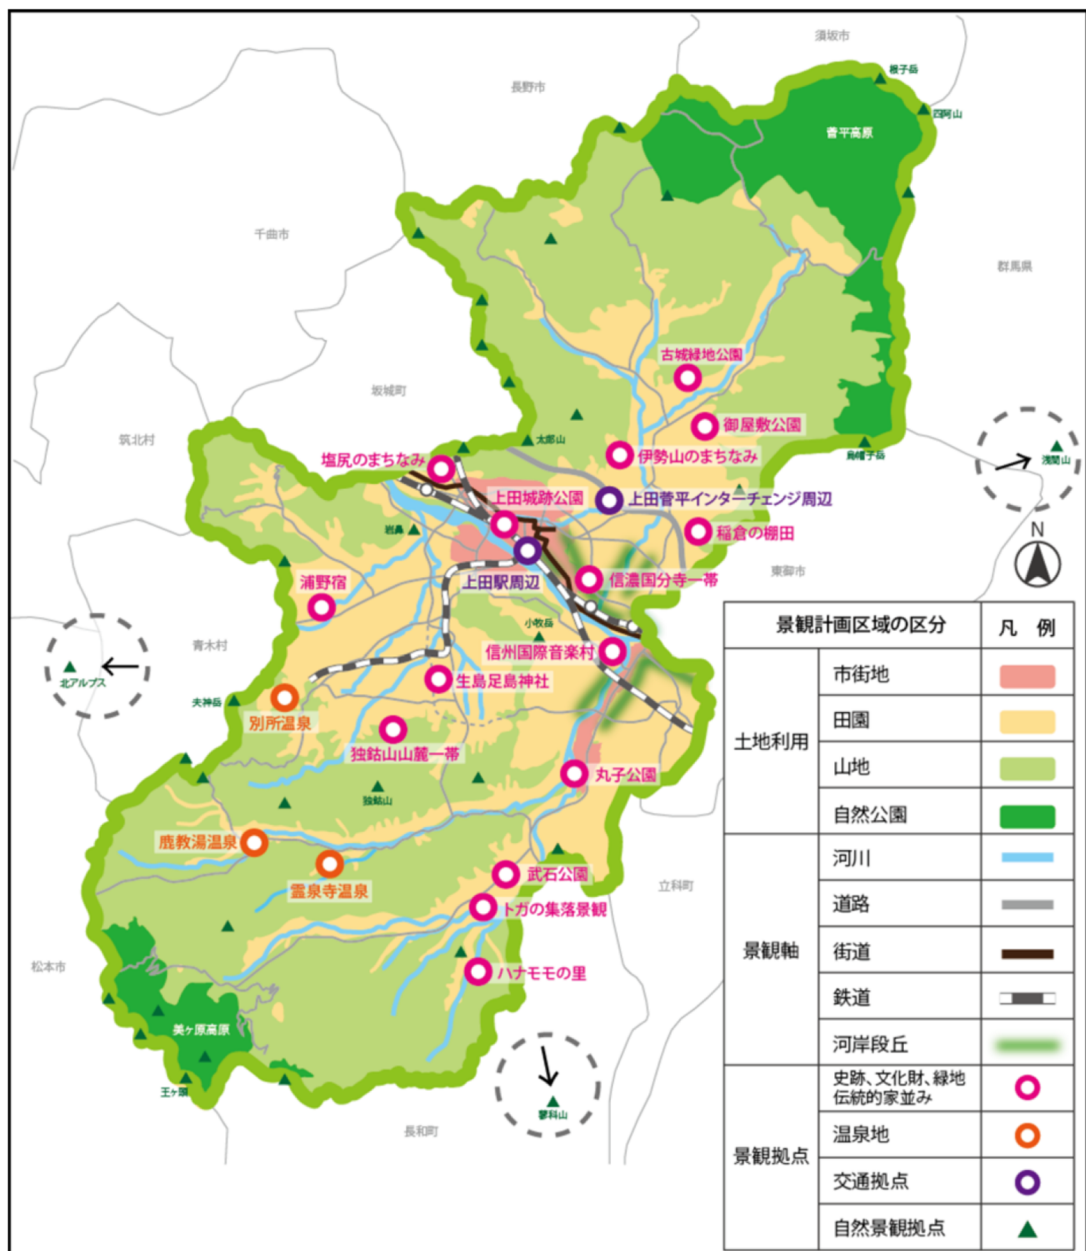 須坂市
根子岳
長野市
四阿山
菅平高原
千曲市
群馬県
古城緑地公園
坂城町
御屋敷公園
筑北村
太郎山
烏帽子岳
浅間山
伊勢山のまちなみ
塩尻のまちなみ
上田城跡公園
上田菅平インターチェンジ周辺
岩鼻
稲倉の棚田
N
上田駅周辺
東御市
浦野宿
信濃国分寺一帯
小牧岳
青木村
信州国際音楽村
北アルプス
生島足島神社
夫神岳
別所温泉
独鈷山山麓一帯
丸子公園
独鈷山
鹿教湯温泉
霊泉寺温泉
武石公園
立科町
トガの集落景観
松本市
ハナモモの里
美ヶ原高原
王ヶ頭
蓼科山
長和町
景観計画区域の区分
凡 例
土地利用
市街地
田園
山地
自然公園
景観軸
河川
道路
街道
鉄道
河岸段丘
景観拠点
史跡、文化財、緑地
伝統的家並み
温泉地
交通拠点
自然景観拠点